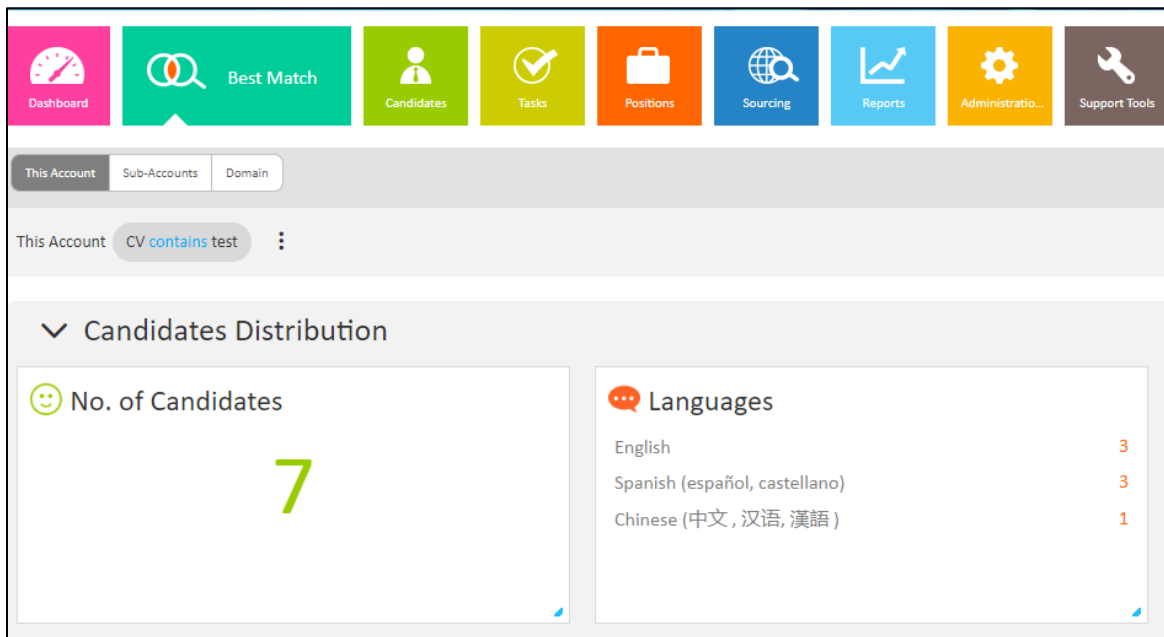 Dashboard
Best Match
Candidates
Tasks
Positions
Sourcing
Reports
Administratio...
Support Tools
This Account Sub-Accounts Domain
This Account CV contains test
Candidates Distribution
No. of Candidates
7
Languages
English 3
Spanish (español, castellano) 3
Chinese (中文 , 汉语, 漢語 ) 1